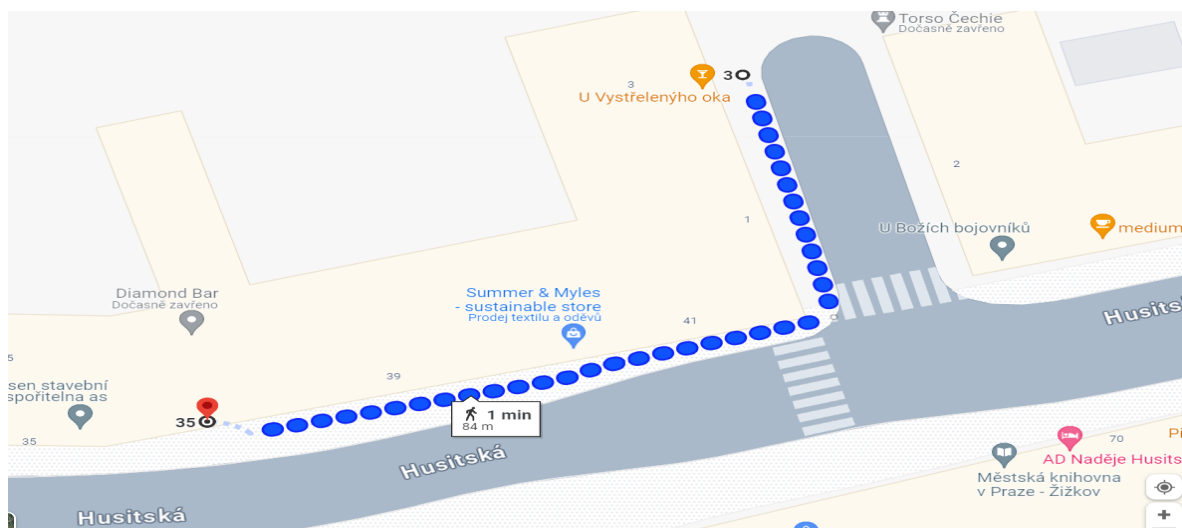 Torso Čechie
Dočasně zavřeno
3
3
U Vystřelenýho oka
2
1
U Božích bojovníků
medium
Diamond Bar
Dočasně zavřeno
Summer & Myles
- sustainable store
Prodej textilu a oděvů
41
Husitsk
39
5
sen stavební
spořitelna as
1 min
84 m
35
35
Husitská
70
Pi
AD Naděje Husits
Městská knihovna
v Praze - Žižkov
Husitská
+